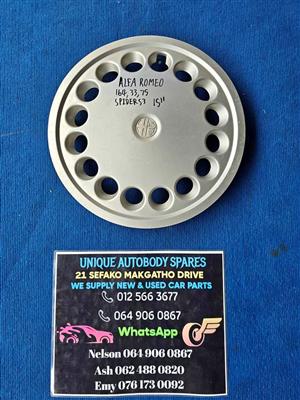 ALFA ROMEO
164,33,75
SPIDER S3 15"
UNIQUE AUTOBODY SPARES
21 SEFAKO MAKGATHO DRIVE
WE SUPPLY NEW & USED CAR PARTS
012 566 3677
064 906 0867
WhatsApp
Nelson 064 906 0867
Ash 062 488 0820
Emy 076 173 0092